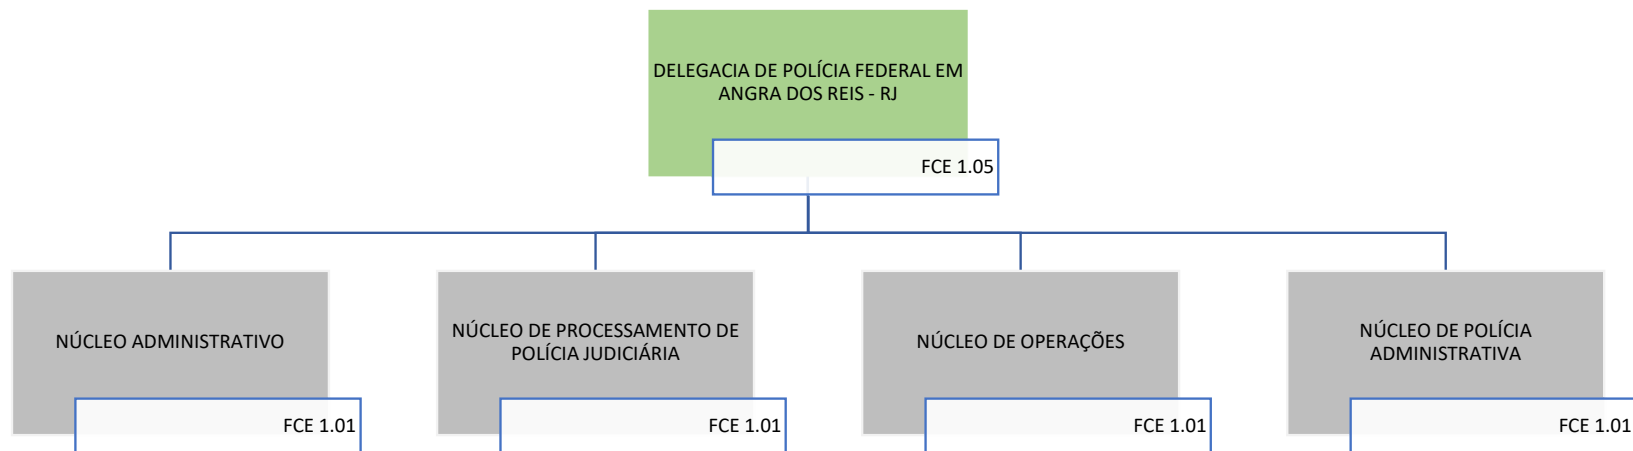 DELEGACIA DE POLÍCIA FEDERAL EM
ANGRA DOS REIS - RJ
FCE 1.05
NÚCLEO ADMINISTRATIVO
FCE 1.01
NÚCLEO DE PROCESSAMENTO DE
POLÍCIA JUDICIÁRIA
FCE 1.01
NÚCLEO DE OPERAÇÕES
FCE 1.01
NÚCLEO DE POLÍCIA
ADMINISTRATIVA
FCE 1.01